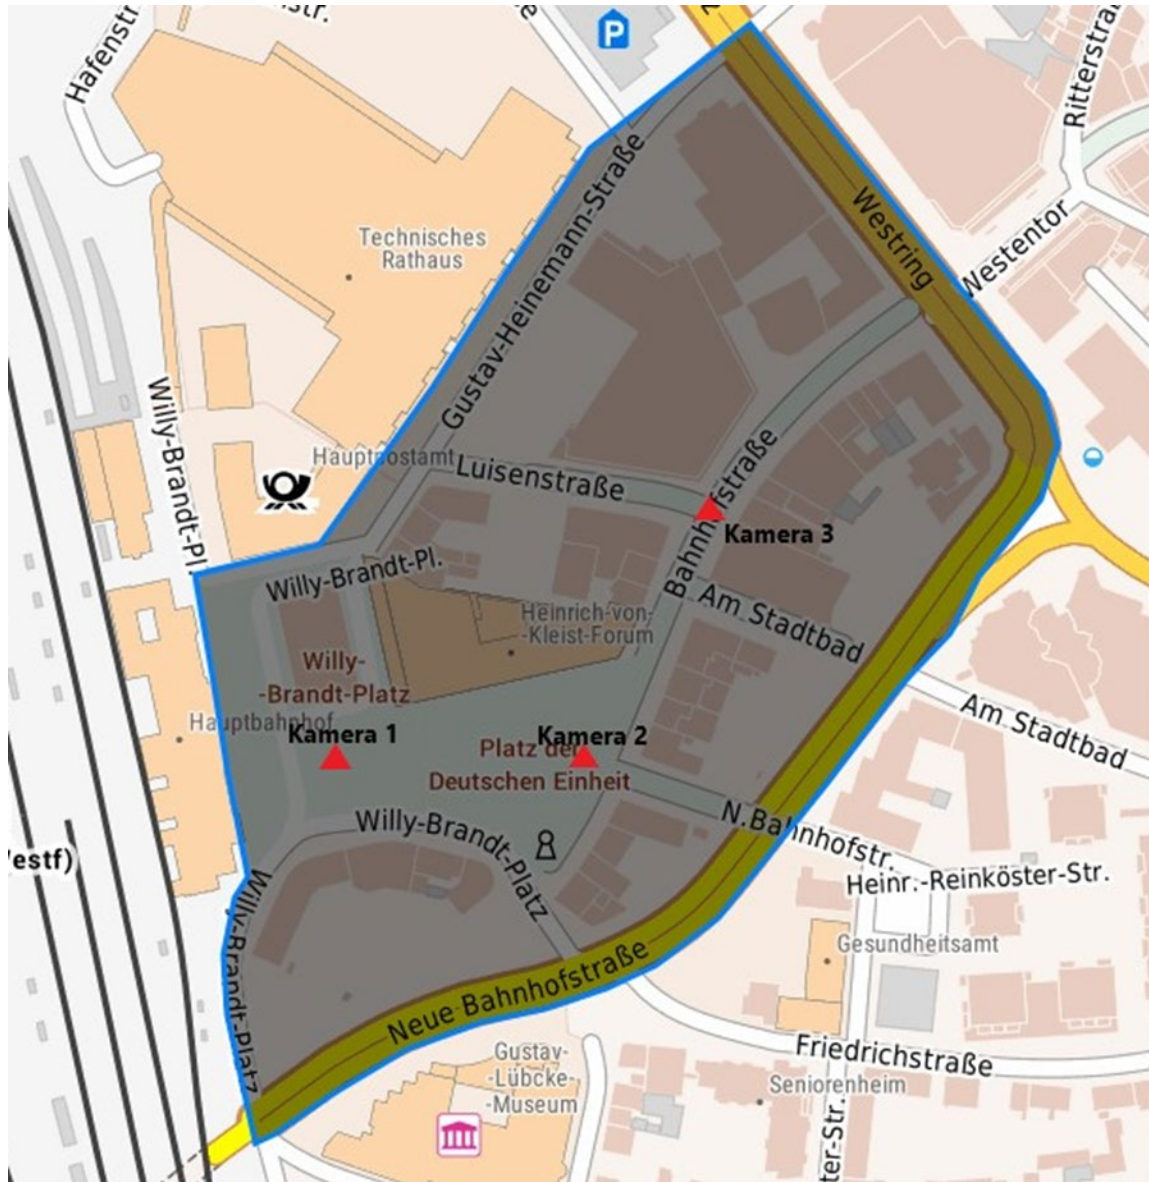 Hafenstr.
P
Ritterstra
Gustav-Heinemann-Straße
Westring
Westentor
Technisches
Rathaus
Willy-Brandt-Pl.
Hauptpostamt
Luisenstraße
Bahnhofstraße
Kamera 3
Willy-Brandt-Pl.
Am Stadtbad
Heinrich-von-
-Kleist-Forum
Willy-
-Brandt-Platz
Hauptbahnhof
Kamera 1
Kamera 2
Platz der
Deutschen Einheit
Am Stadtbad
Willy-Brandt-Platz
N.Bahnhofstr.
estf)
Heinr.-Reinköster-Str.
Willy-Brandt-Platz
Gesundheitsamt
Neue Bahnhofstraße
Friedrichstraße
Gustav-
-Lübcke-
-Museum
Seniorenheim
ter-Str.